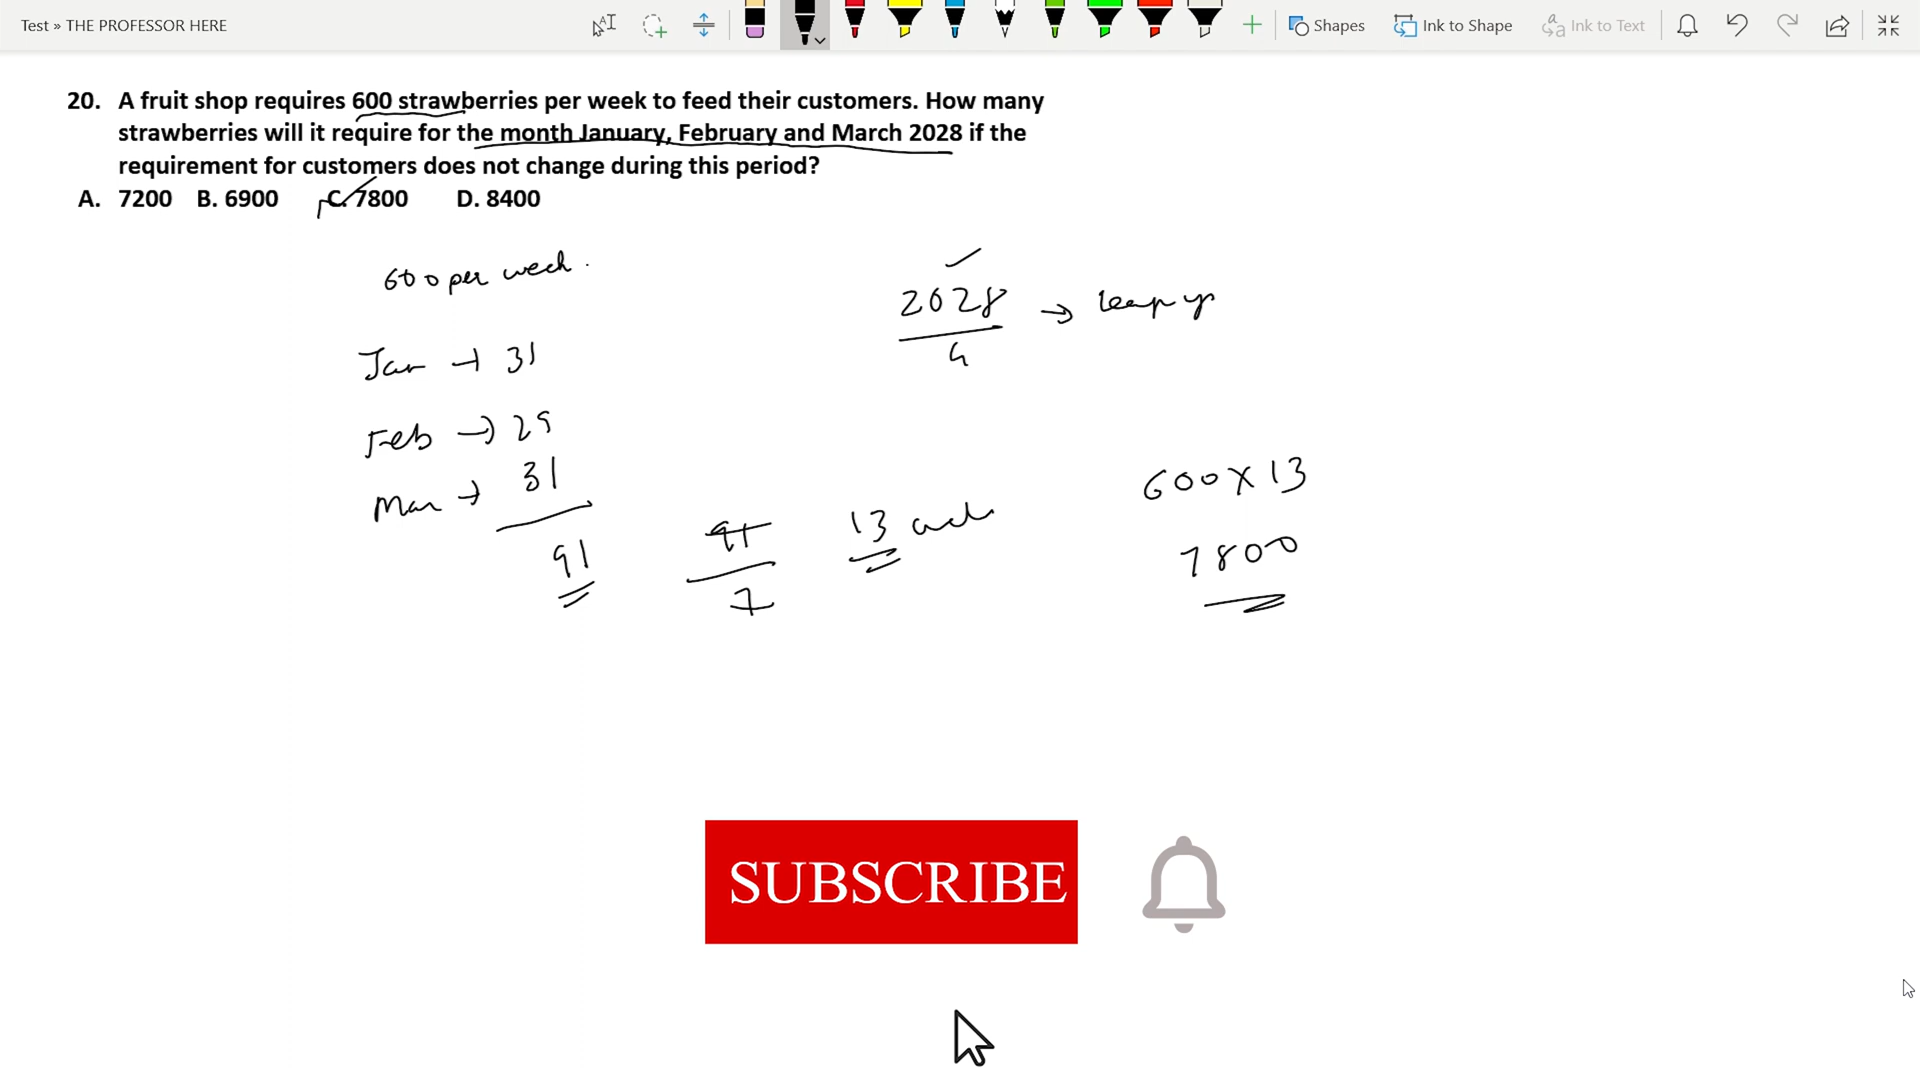 Test » THE PROFESSOR HERE
Shapes
Ink to Shape
Ink to Text
20. A fruit shop requires 600 strawberries per week to feed their customers. How many
strawberries will it require for the month January, February and March 2028 if the
requirement for customers does not change during this period?
A. 7200 B. 6900 C. 7800 D. 8400
600 per week.
2028
4
→ leap yr
Jan → 31
Feb → 29
Mar → 31
91
91
7
13
600 x 13
7800
SUBSCRIBE